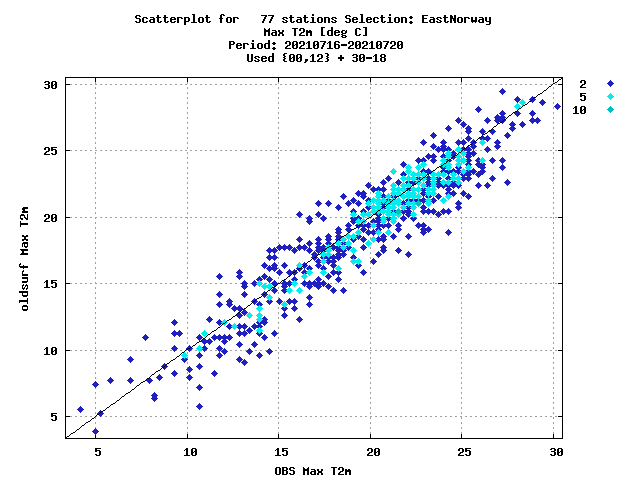 Scatterplot for   77 stations Selection: EastNorway
Max T2m [deg C]
Period: 20210716-20210720
Used {00,12} + 30-18
2
5
10
30
25
20
15
10
5
oldsurf Max T2m
5 10 15 20 25 30
OBS Max T2m